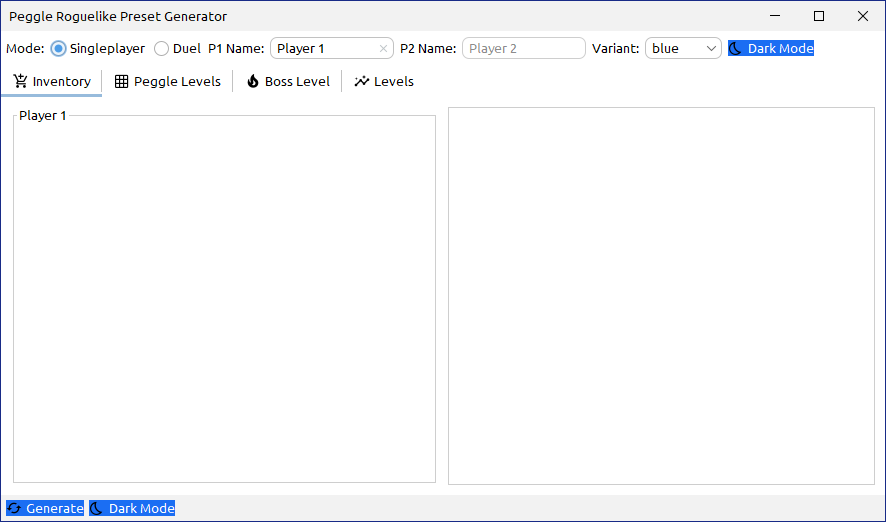 Peggle Roguelike Preset Generator
Mode: Singleplayer Duel P1 Name: Player 1 P2 Name: Player 2 Variant: blue Dark Mode
Inventory Peggle Levels Boss Level Levels
Player 1
Generate Dark Mode